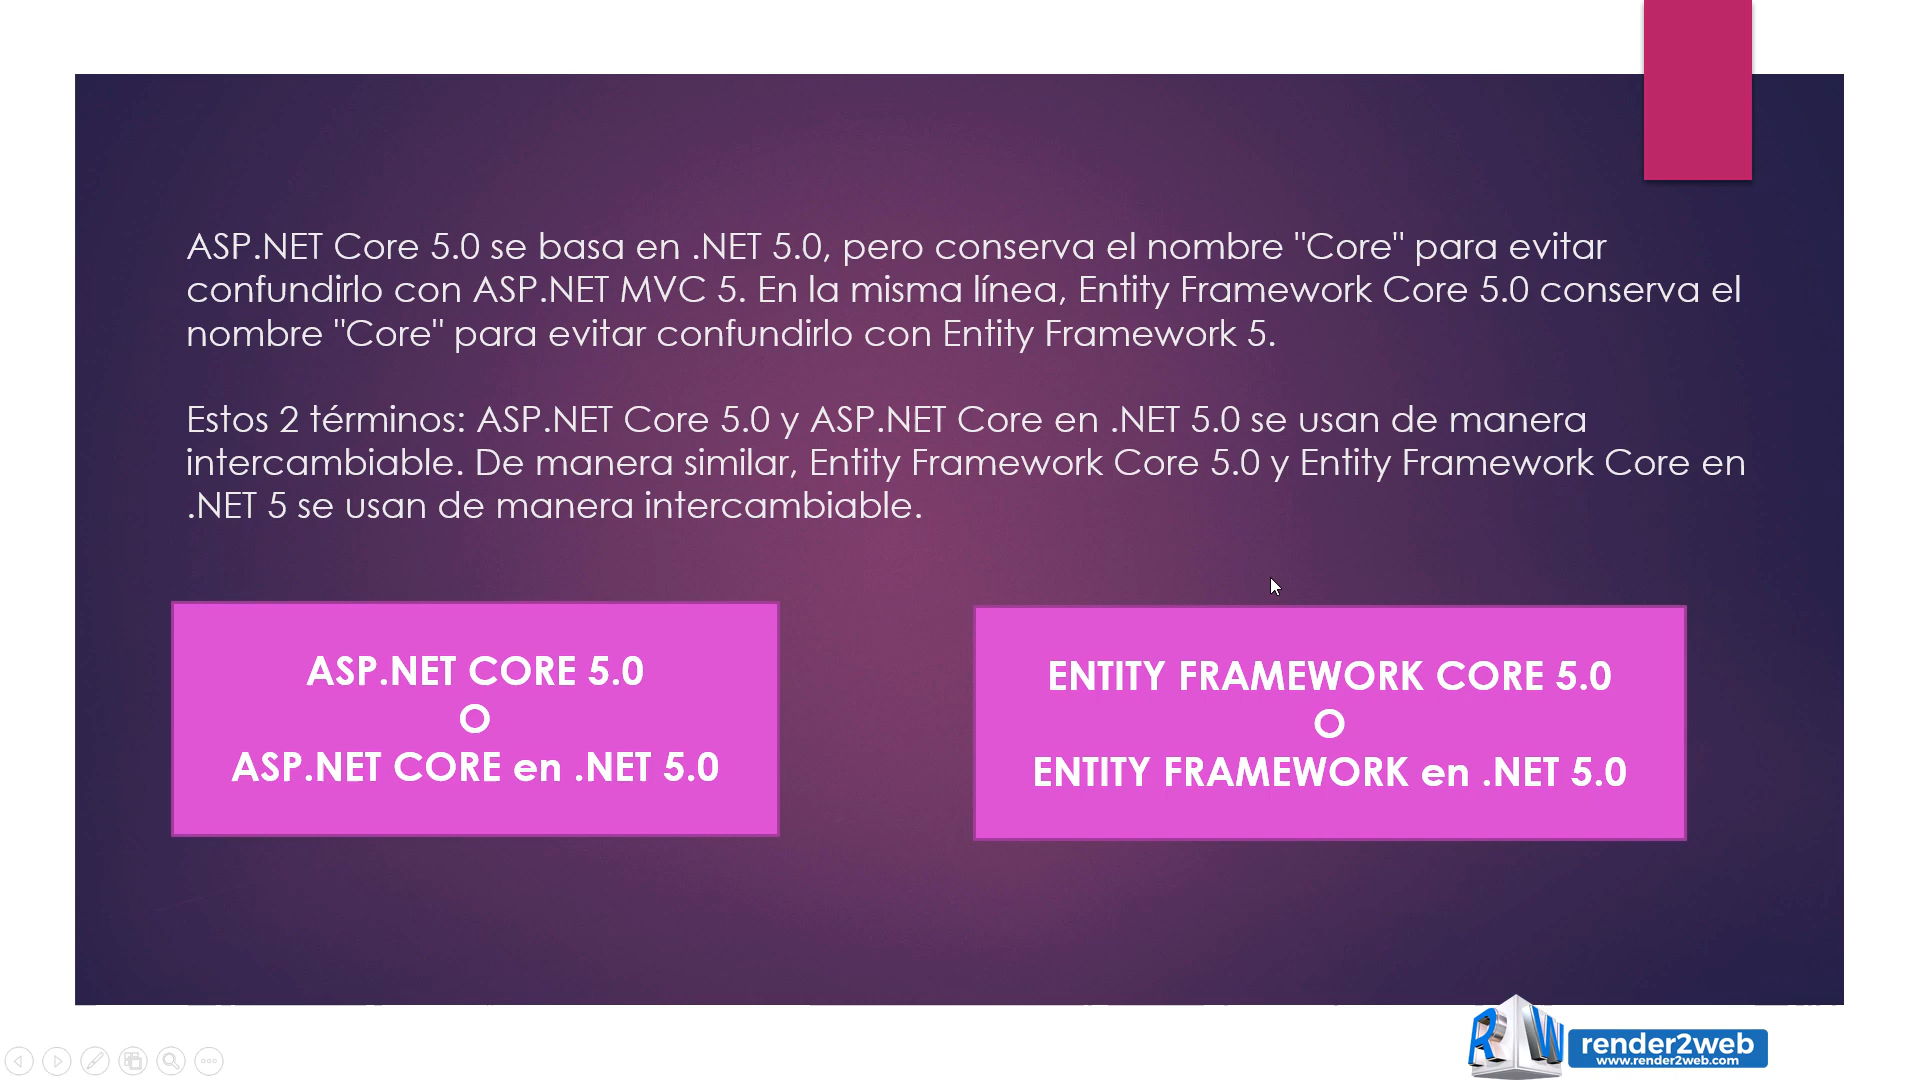 ASP.NET Core 5.0 se basa en .NET 5.0, pero conserva el nombre "Core" para evitar
confundirlo con ASP.NET MVC 5. En la misma línea, Entity Framework Core 5.0 conserva el
nombre "Core" para evitar confundirlo con Entity Framework 5.
Estos 2 términos: ASP.NET Core 5.0 y ASP.NET Core en .NET 5.0 se usan de manera
intercambiable. De manera similar, Entity Framework Core 5.0 y Entity Framework Core en
.NET 5 se usan de manera intercambiable.
ASP.NET CORE 5.0
O
ASP.NET CORE en .NET 5.0
ENTITY FRAMEWORK CORE 5.0
O
ENTITY FRAMEWORK en .NET 5.0
R W
render2web
www.render2web.com